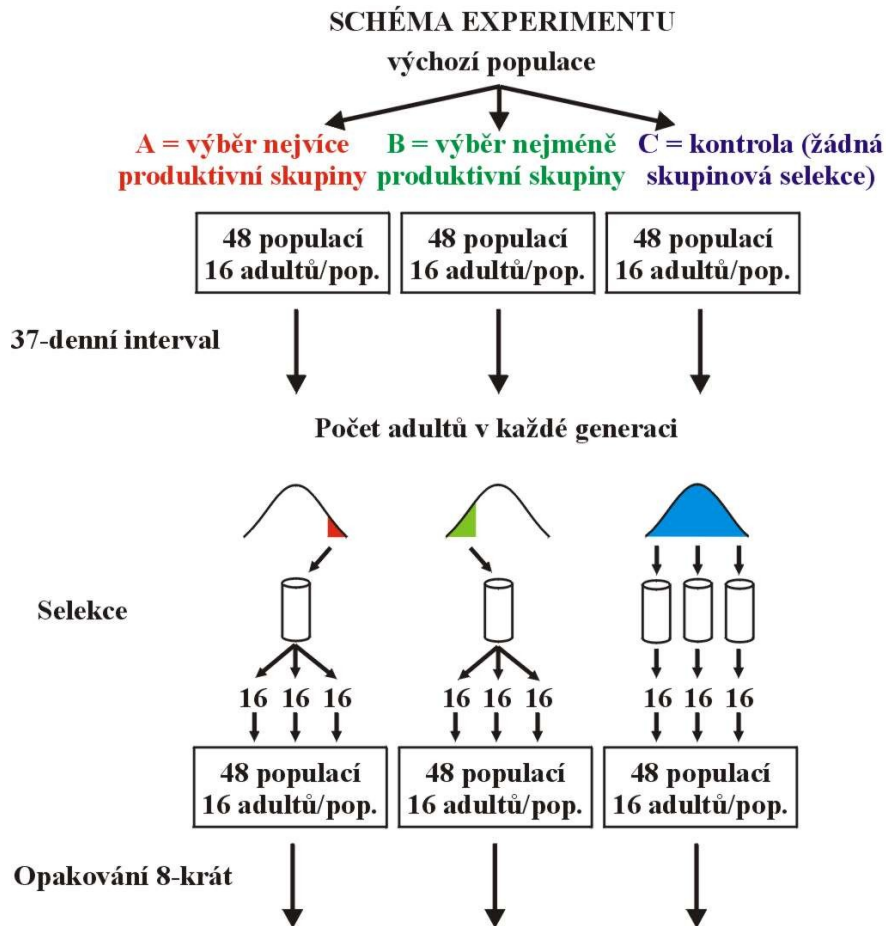 SCHÉMA EXPERIMENTU
výchozí populace
A = výběr nejvíce
produktivní skupiny
B = výběr nejméně
produktivní skupiny
C = kontrola (žádná
skupinová selekce)
48 populací
16 adultů/pop.
48 populací
16 adultů/pop.
48 populací
16 adultů/pop.
37-denní interval
Počet adultů v každé generaci
Selekce
16 16 16
16 16 16
16 16 16
48 populací
16 adultů/pop.
48 populací
16 adultů/pop.
48 populací
16 adultů/pop.
Opakování 8-krát